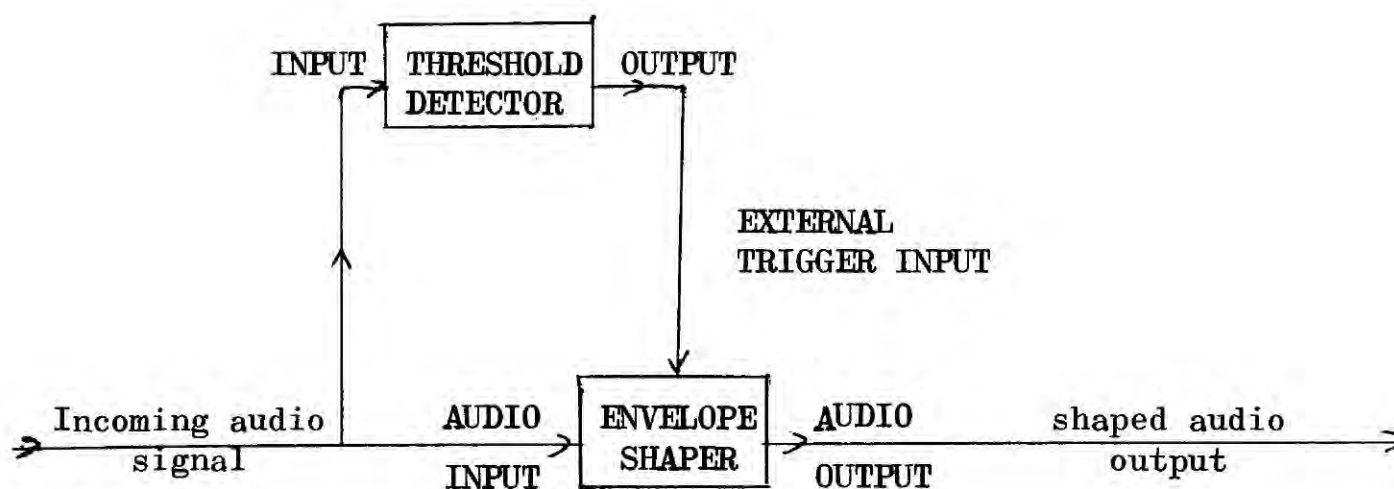 INPUT
THRESHOLD
DETECTOR
OUTPUT
EXTERNAL
TRIGGER INPUT
Incoming audio
signal
AUDIO
INPUT
ENVELOPE
SHAPER
AUDIO
OUTPUT
shaped audio
output